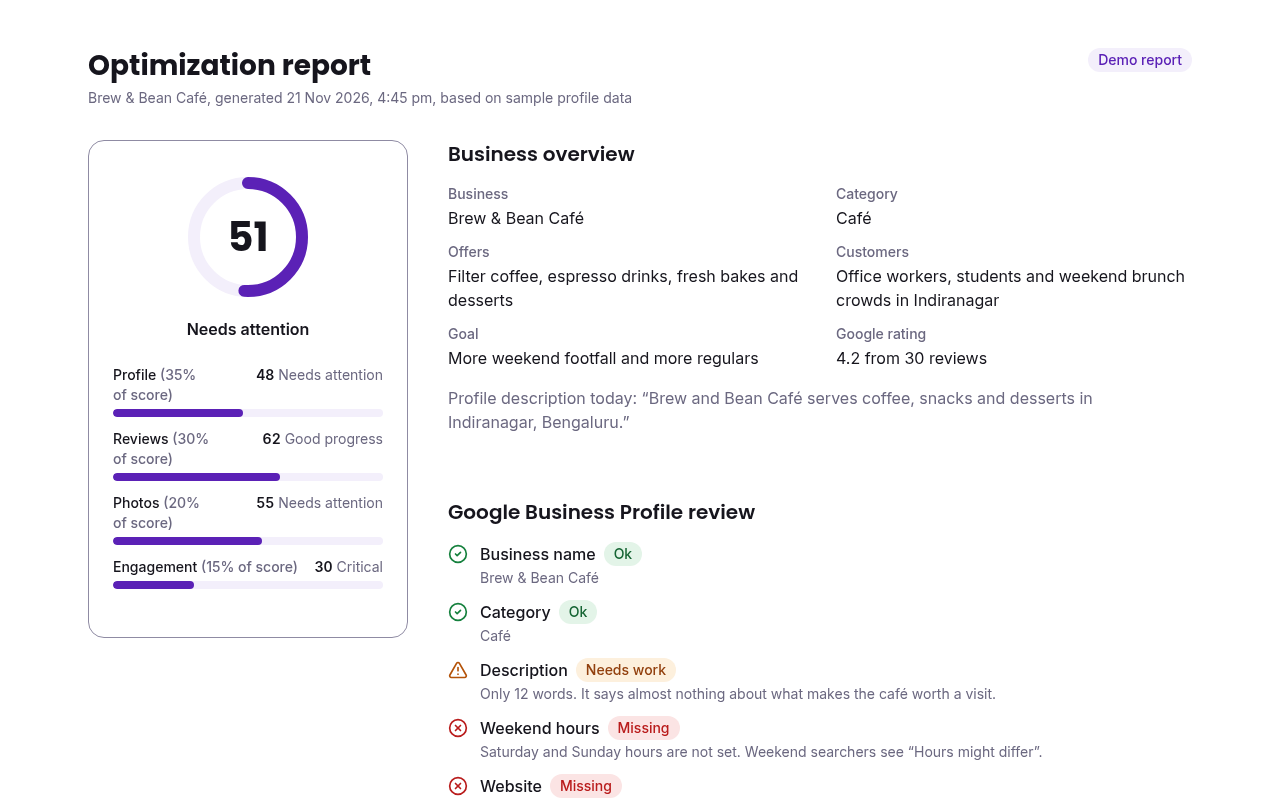 Optimization report
Demo report
Brew & Bean Café, generated 21 Nov 2026, 4:45 pm, based on sample profile data
51
Needs attention
Profile (35% of score)
48 Needs attention
Reviews (30% of score)
62 Good progress
Photos (20% of score)
55 Needs attention
Engagement (15% of score)
30 Critical
Business overview
Business
Brew & Bean Café
Category
Café
Offers
Filter coffee, espresso drinks, fresh bakes and
desserts
Customers
Office workers, students and weekend brunch
crowds in Indiranagar
Goal
More weekend footfall and more regulars
Google rating
4.2 from 30 reviews
Profile description today: “Brew and Bean Café serves coffee, snacks and desserts in
Indiranagar, Bengaluru.”
Google Business Profile review
Business name Ok
Brew & Bean Café
Category Ok
Café
Description Needs work
Only 12 words. It says almost nothing about what makes the café worth a visit.
Weekend hours Missing
Saturday and Sunday hours are not set. Weekend searchers see “Hours might differ”.
Website Missing